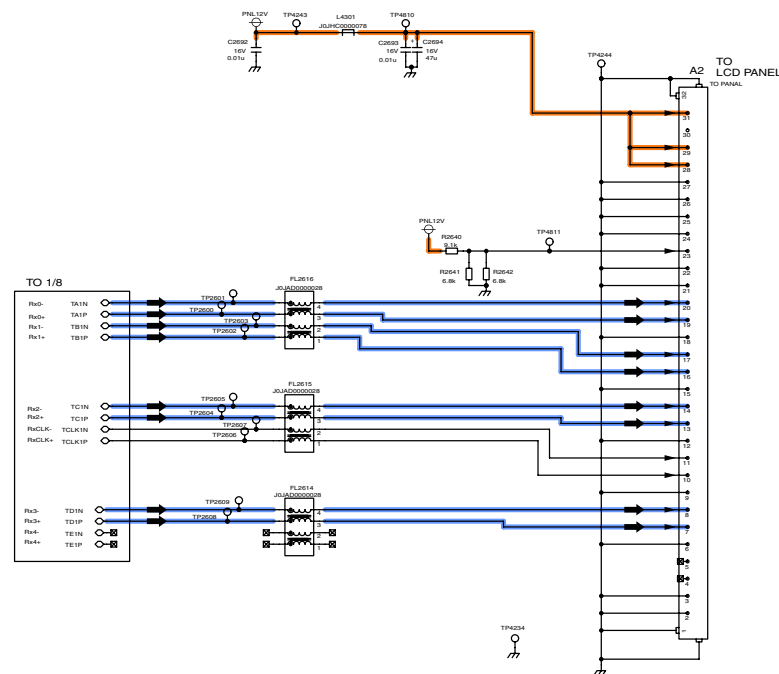 PNL12V
TP4243
L4301
J0JHC0000078
TP4810
C2692
16V
0.01u
C2693
16V
0.01u
+
C2694
16V
47u
TP4244
A2
TO
LCD PANEL
TO PANAL
32
31
30
29
28
27
26
25
24
23
22
21
20
19
18
17
16
15
14
13
12
11
10
9
8
7
6
5
4
3
2
1
PNL12V
R2640
9.1k
TP4811
R2641
6.8k
R2642
6.8k
TO 1/8
FL2616
J0JAD0000028
Rx0- TA1N TP2601 4
Rx0+ TA1P TP2600 3
Rx1- TB1N TP2603 2
Rx1+ TB1P TP2602 1
FL2615
J0JAD0000028
Rx2- TC1N TP2605 4
Rx2+ TC1P TP2604 3
RxCLK- TCLK1N TP2607 2
RxCLK+ TCLK1P TP2606 1
FL2614
J0JAD0000028
Rx3- TD1N TP2609 4
Rx3+ TD1P TP2608 3
Rx4- TE1N 2
Rx4+ TE1P 1
TP4234